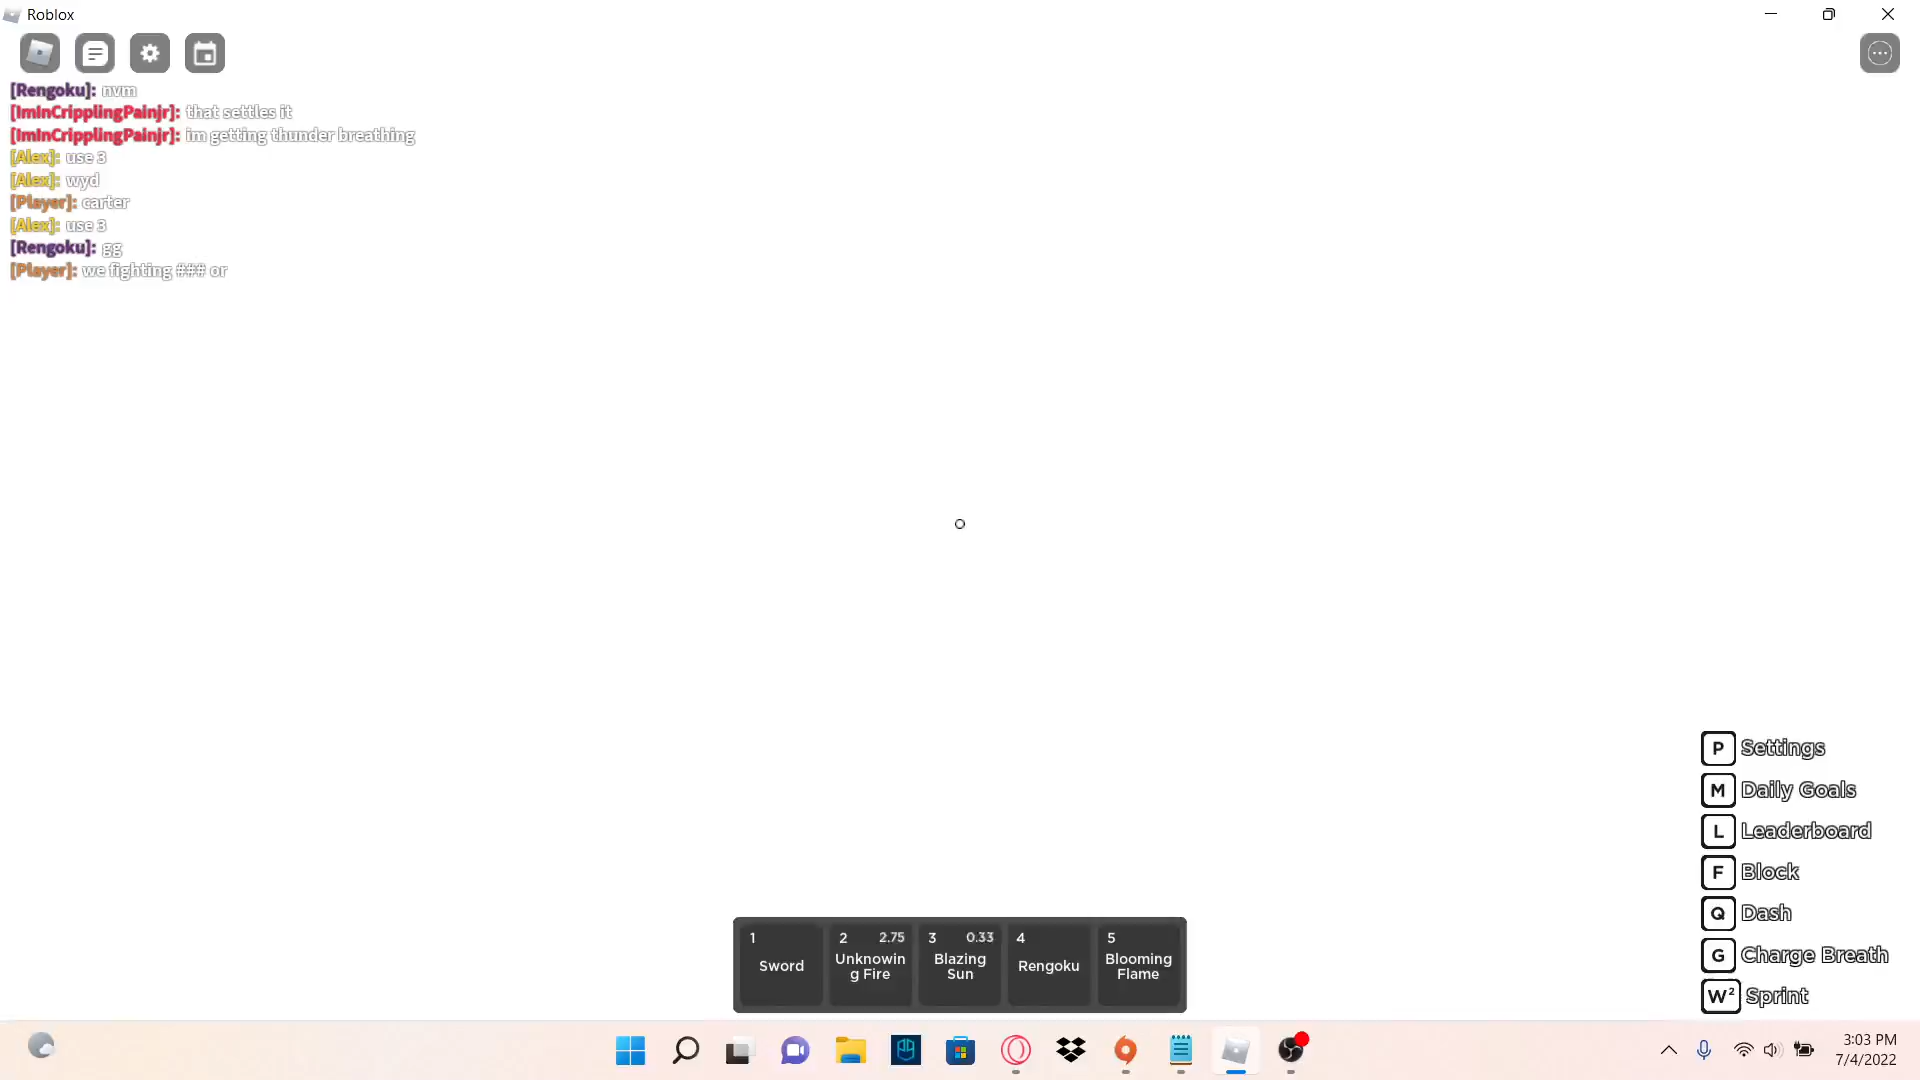 Roblox
[Rengoku]: nvm
[ImInCripplingPainjr]: that settles it
[ImInCripplingPainjr]: im getting thunder breathing
[Alex]: use 3
[Alex]: wyd
[Player]: carter
[Alex]: use 3
[Rengoku]: gg
[Player]: we fighting ### or
P Settings
M Daily Goals
L Leaderboard
F Block
Q Dash
G Charge Breath
W² Sprint
1
Sword
2 2.75
Unknowin
g Fire
3 0.33
Blazing
Sun
4
Rengoku
5
Blooming
Flame
3:03 PM
7/4/2022